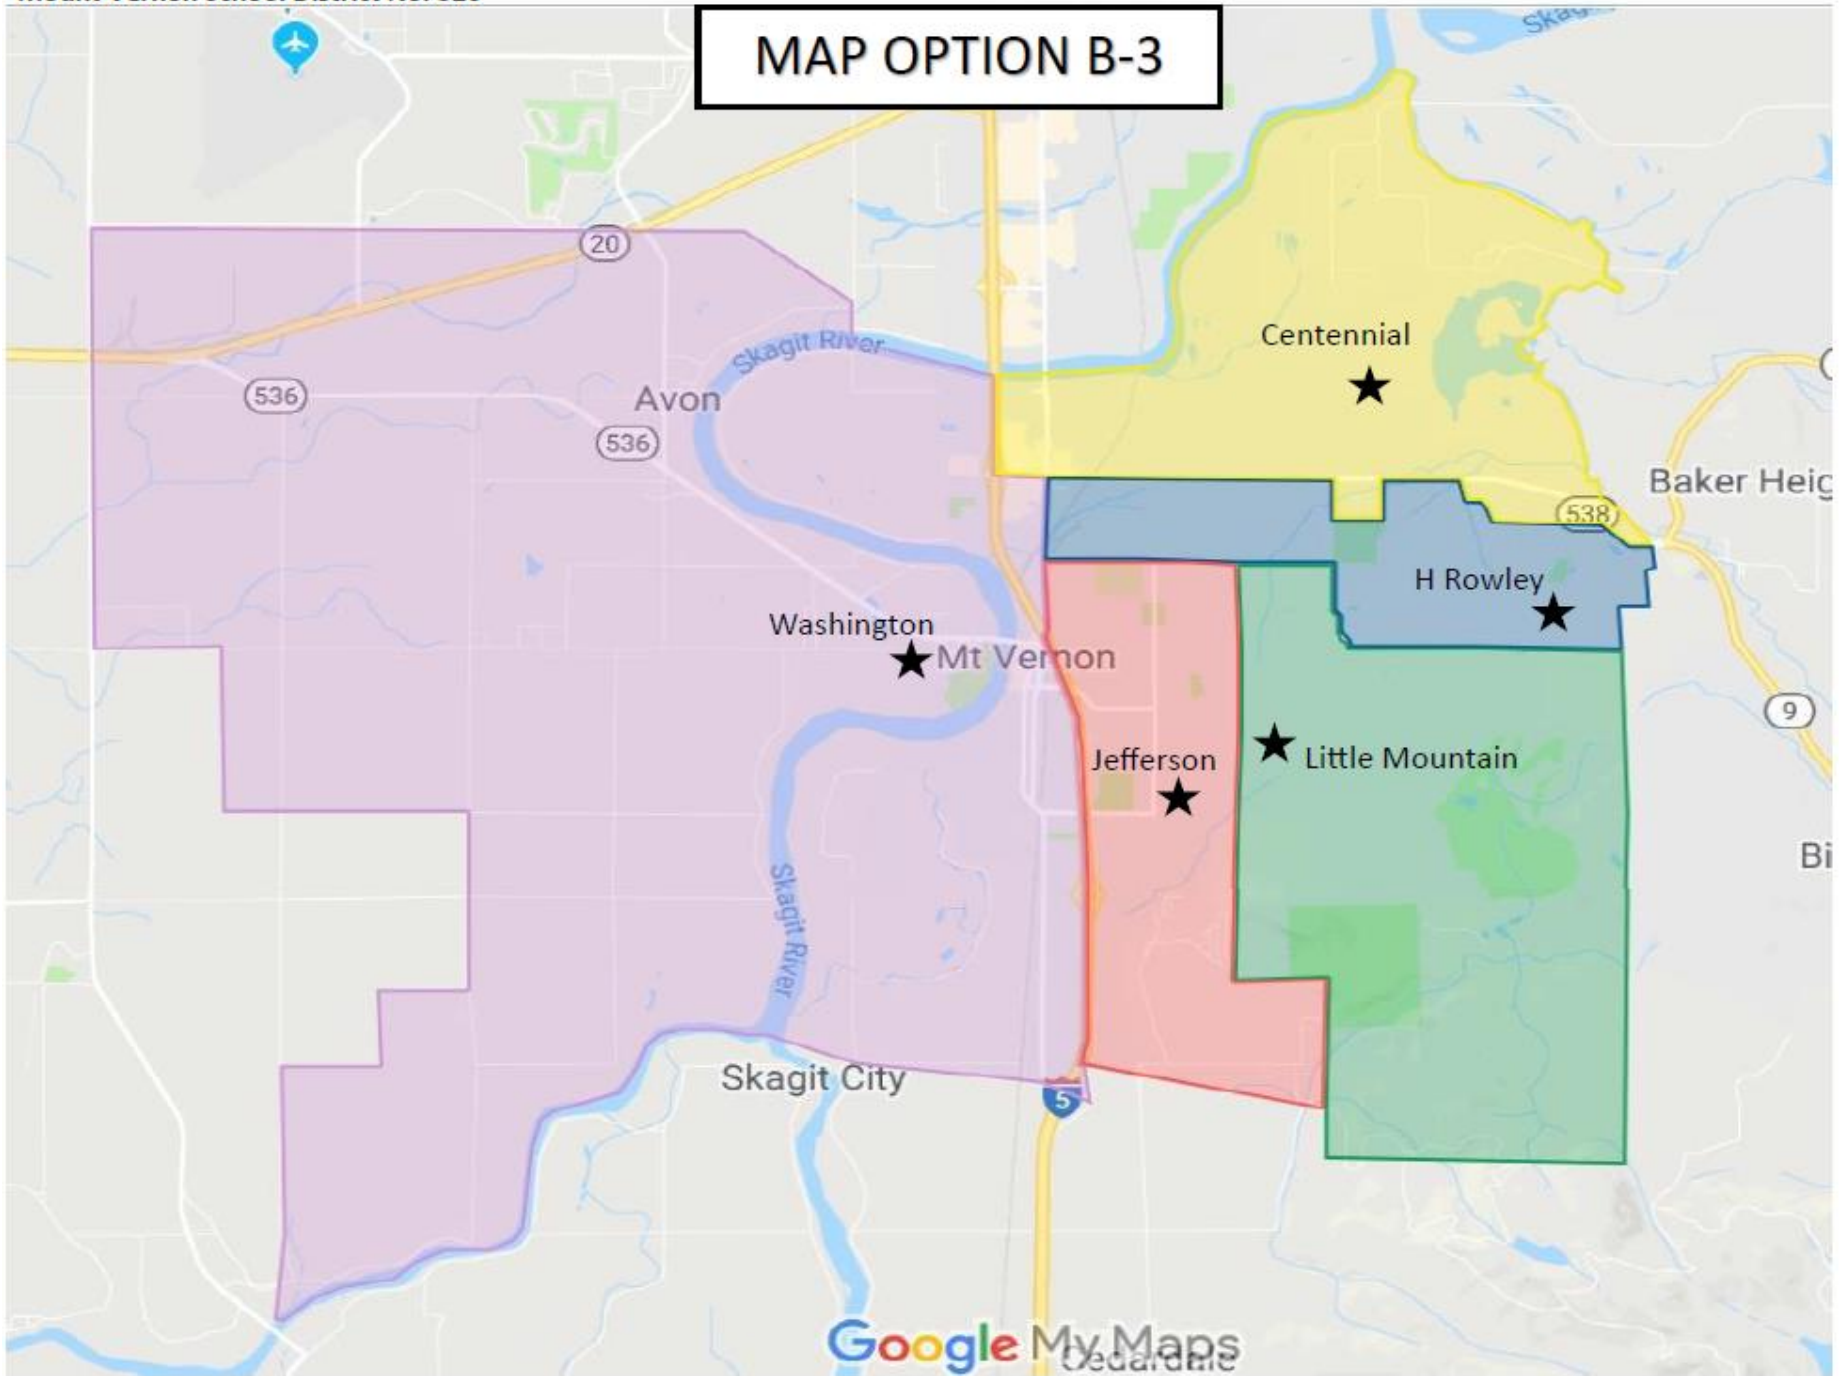 MAP OPTION B-3
20
Skagit River
Centennial
536
Avon
536
Baker Heig
538
H Rowley
Washington
Mt Vernon
9
Jefferson
Little Mountain
Bi
Skagit River
Skagit City
5
Google My Maps
Cedardale